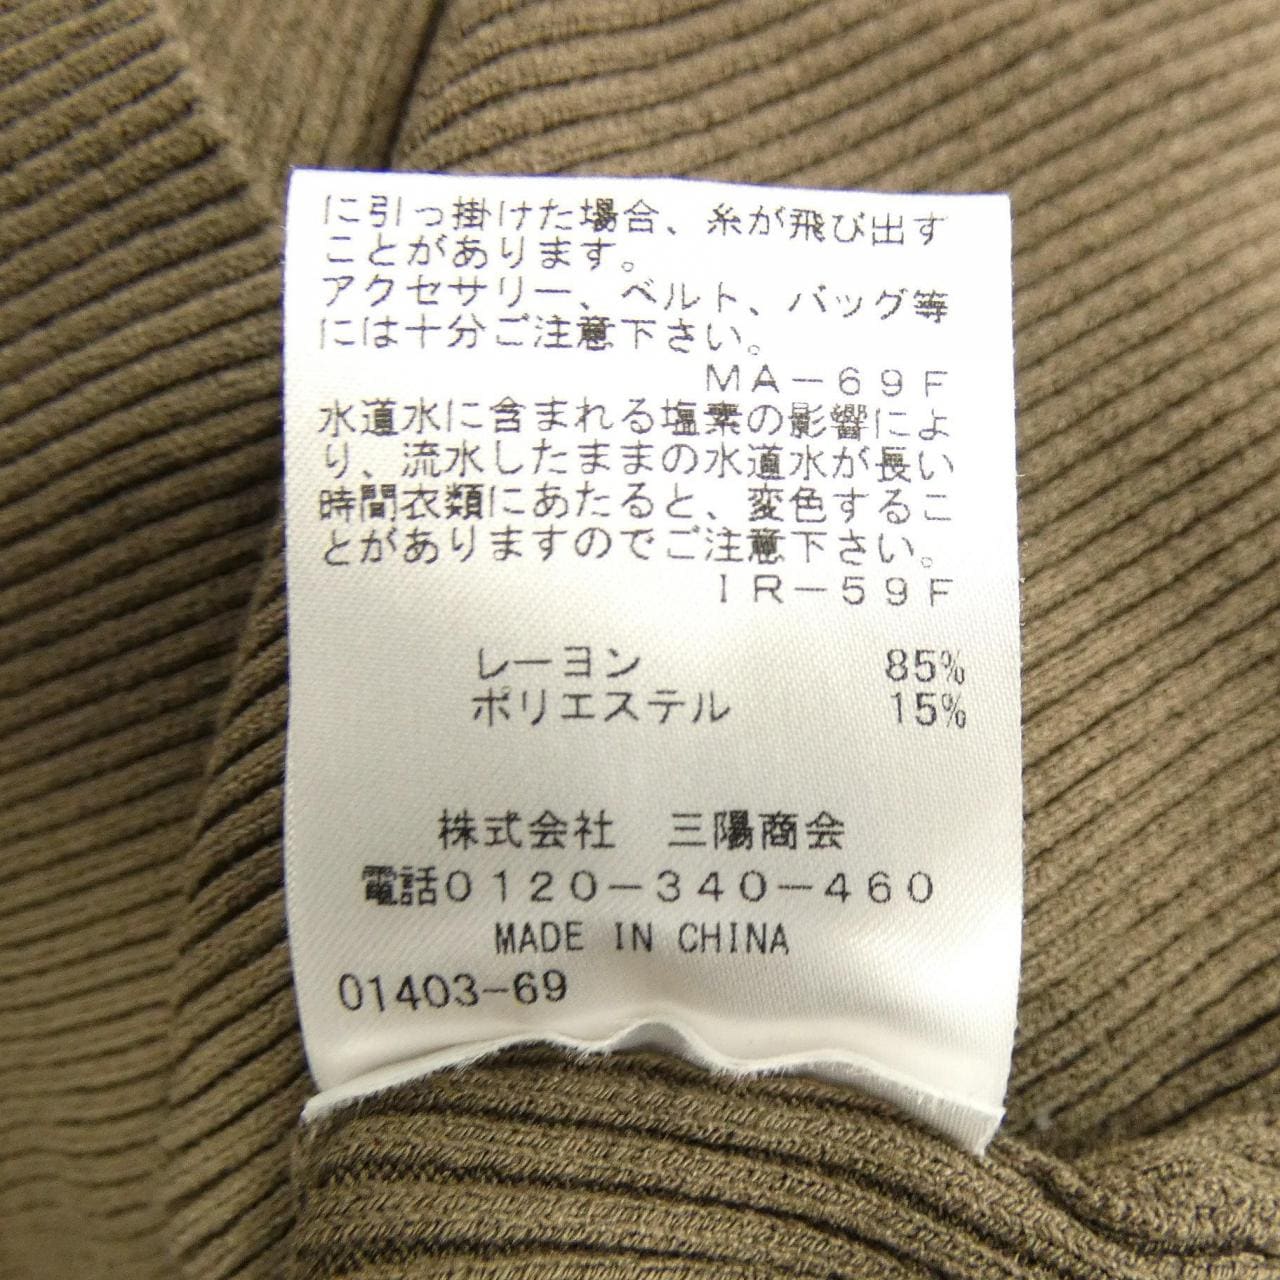 に引っ掛けた場合、糸が飛び出す
ことがあります。
アクセサリー、ベルト、バッグ等
には十分ご注意下さい。
MA－69F
水道水に含まれる塩素の影響によ
り、流水したままの水道水が長い
時間衣類にあたると、変色するこ
とがありますのでご注意下さい。
IR－59F
レーヨン 85%
ポリエステル 15%
株式会社 三陽商会
電話0120－340－460
MADE IN CHINA
01403-69